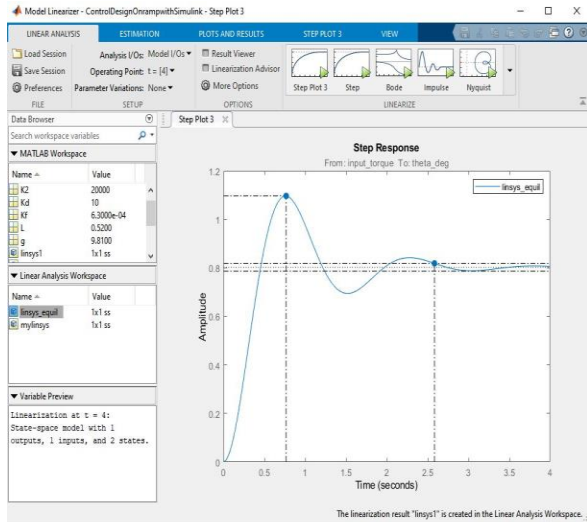 Model Linearizer - ControlDesignOnrampwithSimulink - Step Plot 3
LINEAR ANALYSIS ESTIMATION PLOTS AND RESULTS STEP PLOT 3 VIEW
Load Session
Save Session
Preferences
FILE
Analysis I/Os: Model I/Os
Operating Point: t = [4]
Parameter Variations: None
SETUP
Result Viewer
Linearization Advisor
More Options
OPTIONS
Step Plot 3 Step Bode Impulse Nyquist
LINEARIZE
Data Browser
Search workspace variables
MATLAB Workspace
Name Value
K2 20000
Kd 10
Kf 6.3000e-04
L 0.5200
g 9.8100
linsys1 1x1 ss
Linear Analysis Workspace
Name Value
linsys_equil 1x1 ss
mylinsys 1x1 ss
Variable Preview
Linearization at t = 4:
State-space model with 1
outputs, 1 inputs, and 2 states.
Step Plot 3
Step Response
From: input_torque To: theta_deg
linsys_equil
Amplitude
1.2
1
0.8
0.6
0.4
0.2
0
0 0.5 1 1.5 2 2.5 3 3.5 4
Time (seconds)
The linearization result "linsys1" is created in the Linear Analysis Workspace.